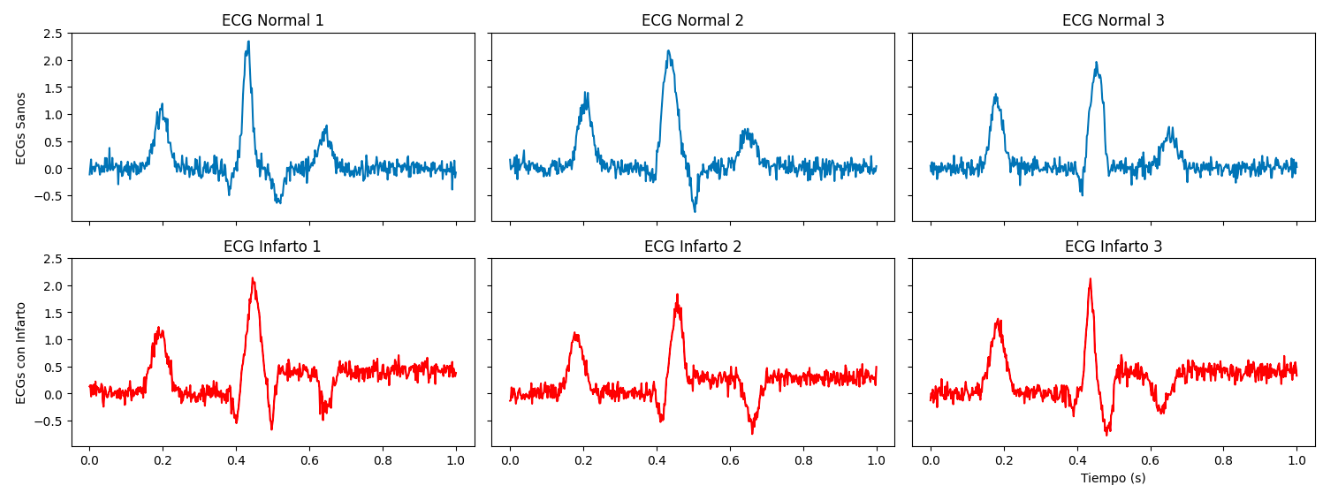 ECG Normal 1
ECG Normal 2
ECG Normal 3
2.5
2.0
1.5
1.0
0.5
0.0
−0.5
ECGs Sanos
ECG Infarto 1
ECG Infarto 2
ECG Infarto 3
2.5
2.0
1.5
1.0
0.5
0.0
−0.5
ECGs con Infarto
0.0 0.2 0.4 0.6 0.8 1.0
0.0 0.2 0.4 0.6 0.8 1.0
0.0 0.2 0.4 0.6 0.8 1.0
Tiempo (s)